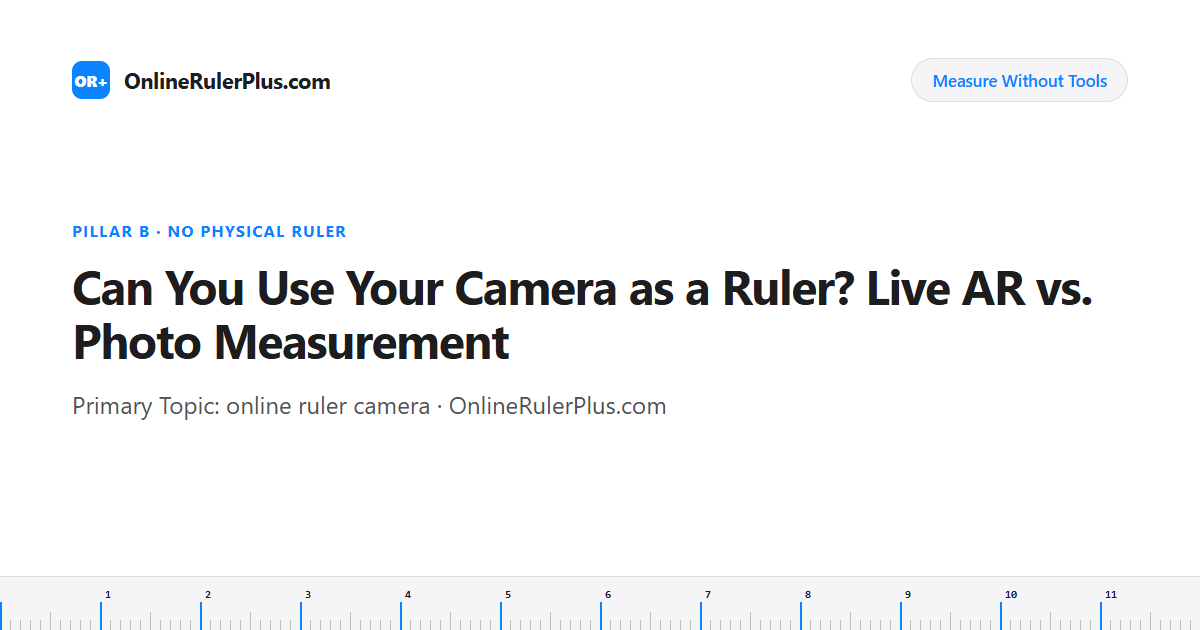 OR+ OnlineRulerPlus.com
Measure Without Tools
PILLAR B · NO PHYSICAL RULER
Can You Use Your Camera as a Ruler? Live AR vs.
Photo Measurement
Primary Topic: online ruler camera · OnlineRulerPlus.com
1 2 3 4 5 6 7 8 9 10 11